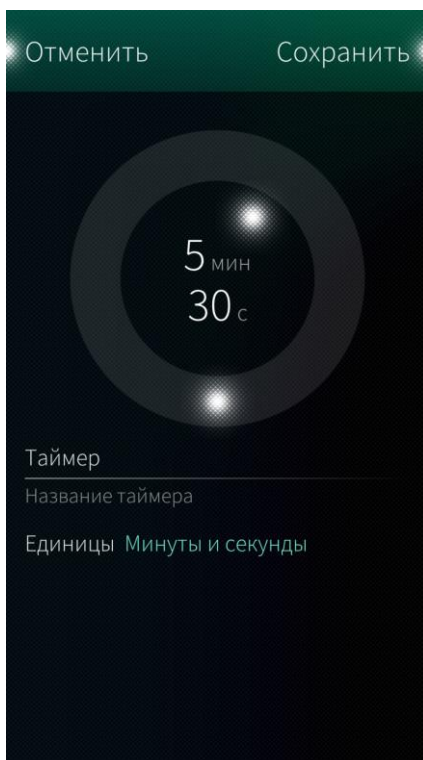 Отменить Сохранить
5 мин
30 с
Таймер
Название таймера
Единицы Минуты и секунды